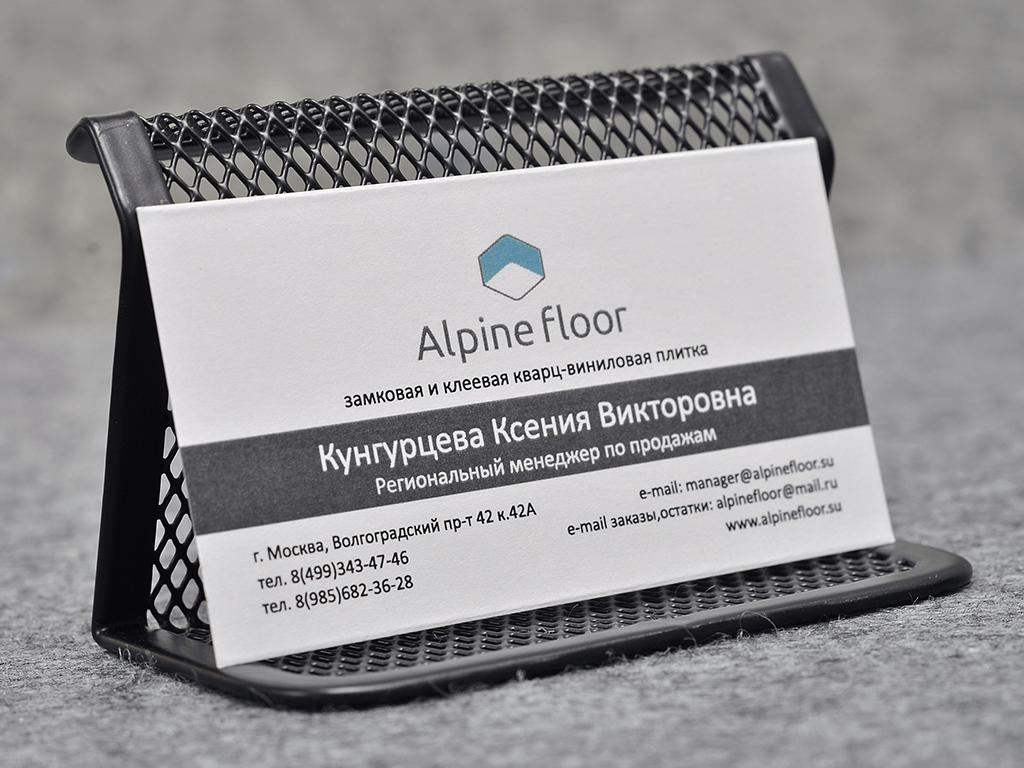 Alpine floor
замковая и клеевая кварц-виниловая плитка
Кунгурцева Ксения Викторовна
Региональный менеджер по продажам
г. Москва, Волгоградский пр-т 42 к.42А
тел. 8(499)343-47-46
тел. 8(985)682-36-28
e-mail: manager@alpinefloor.su
e-mail заказы,остатки: alpinefloor@mail.ru
www.alpinefloor.su